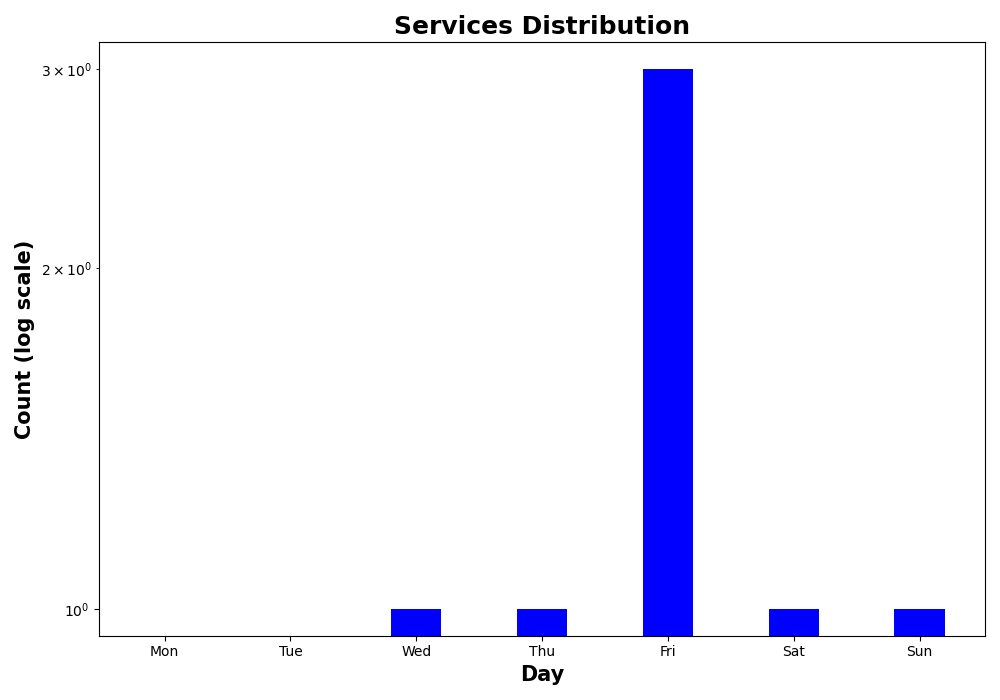 Services Distribution
3 × 10⁰
2 × 10⁰
10⁰
Count (log scale)
Mon Tue Wed Thu Fri Sat Sun
Day